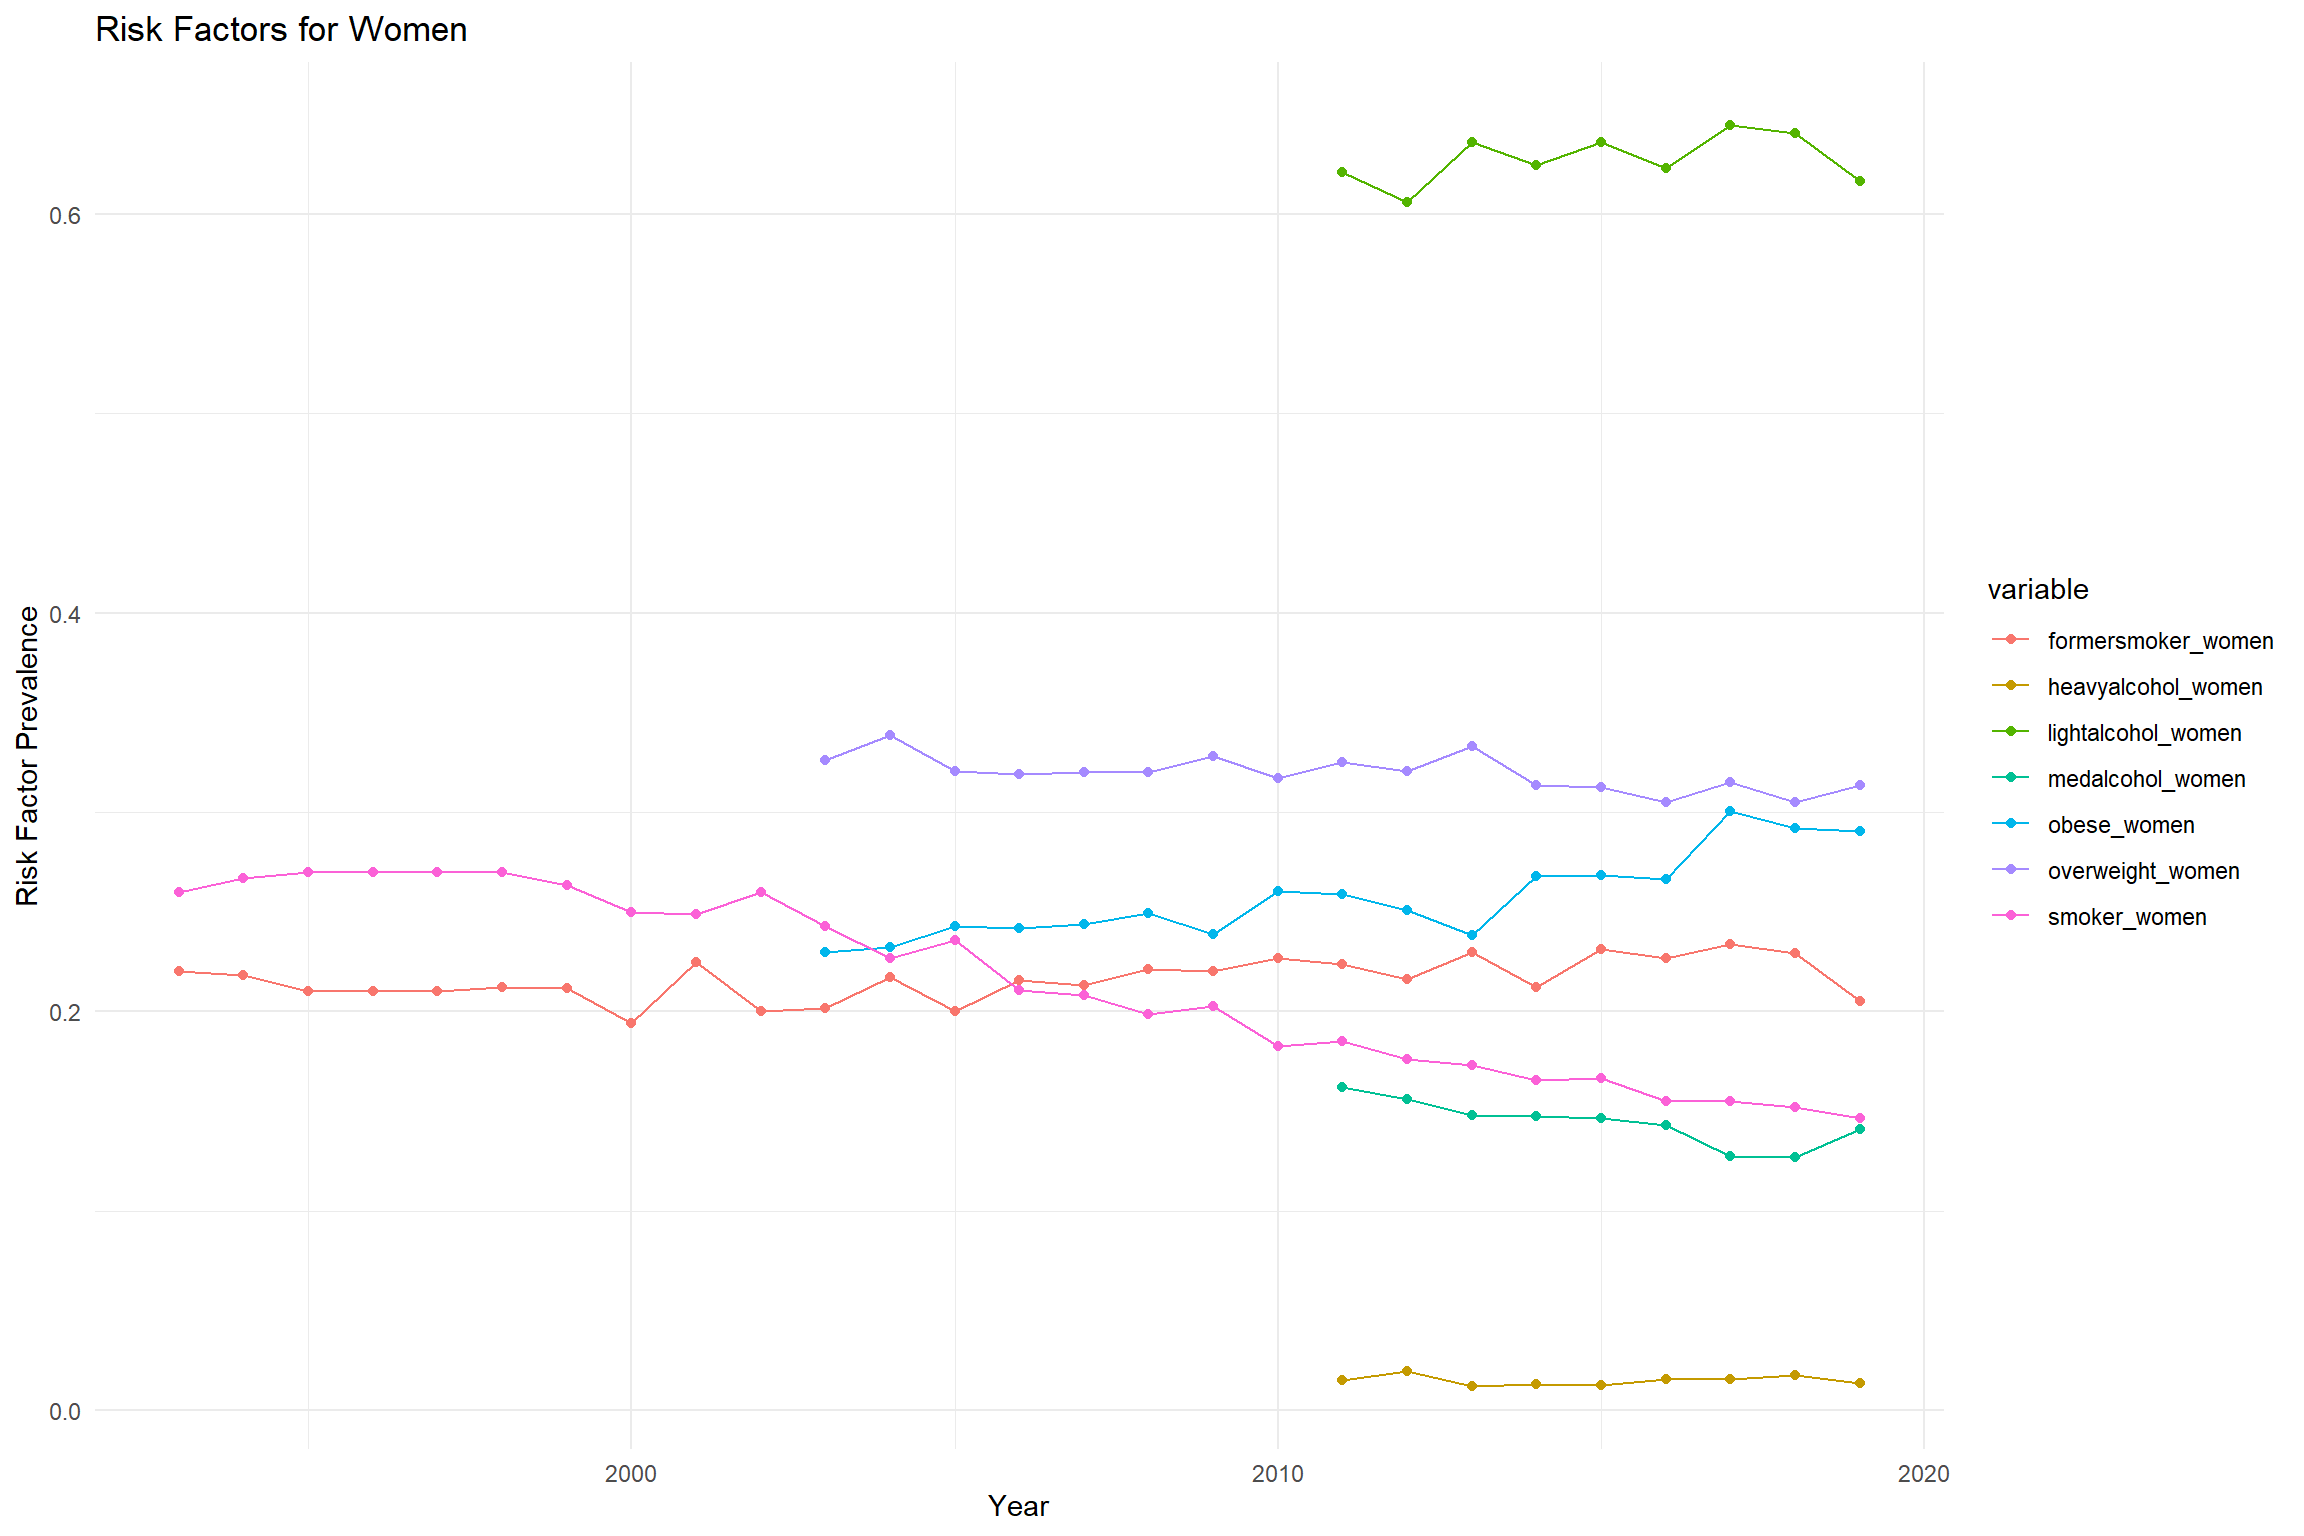 Risk Factors for Women
Risk Factor Prevalence
0.6
0.4
0.2
0.0
2000
2010
2020
Year
variable
formersmoker_women
heavyalcohol_women
lightalcohol_women
medalcohol_women
obese_women
overweight_women
smoker_women